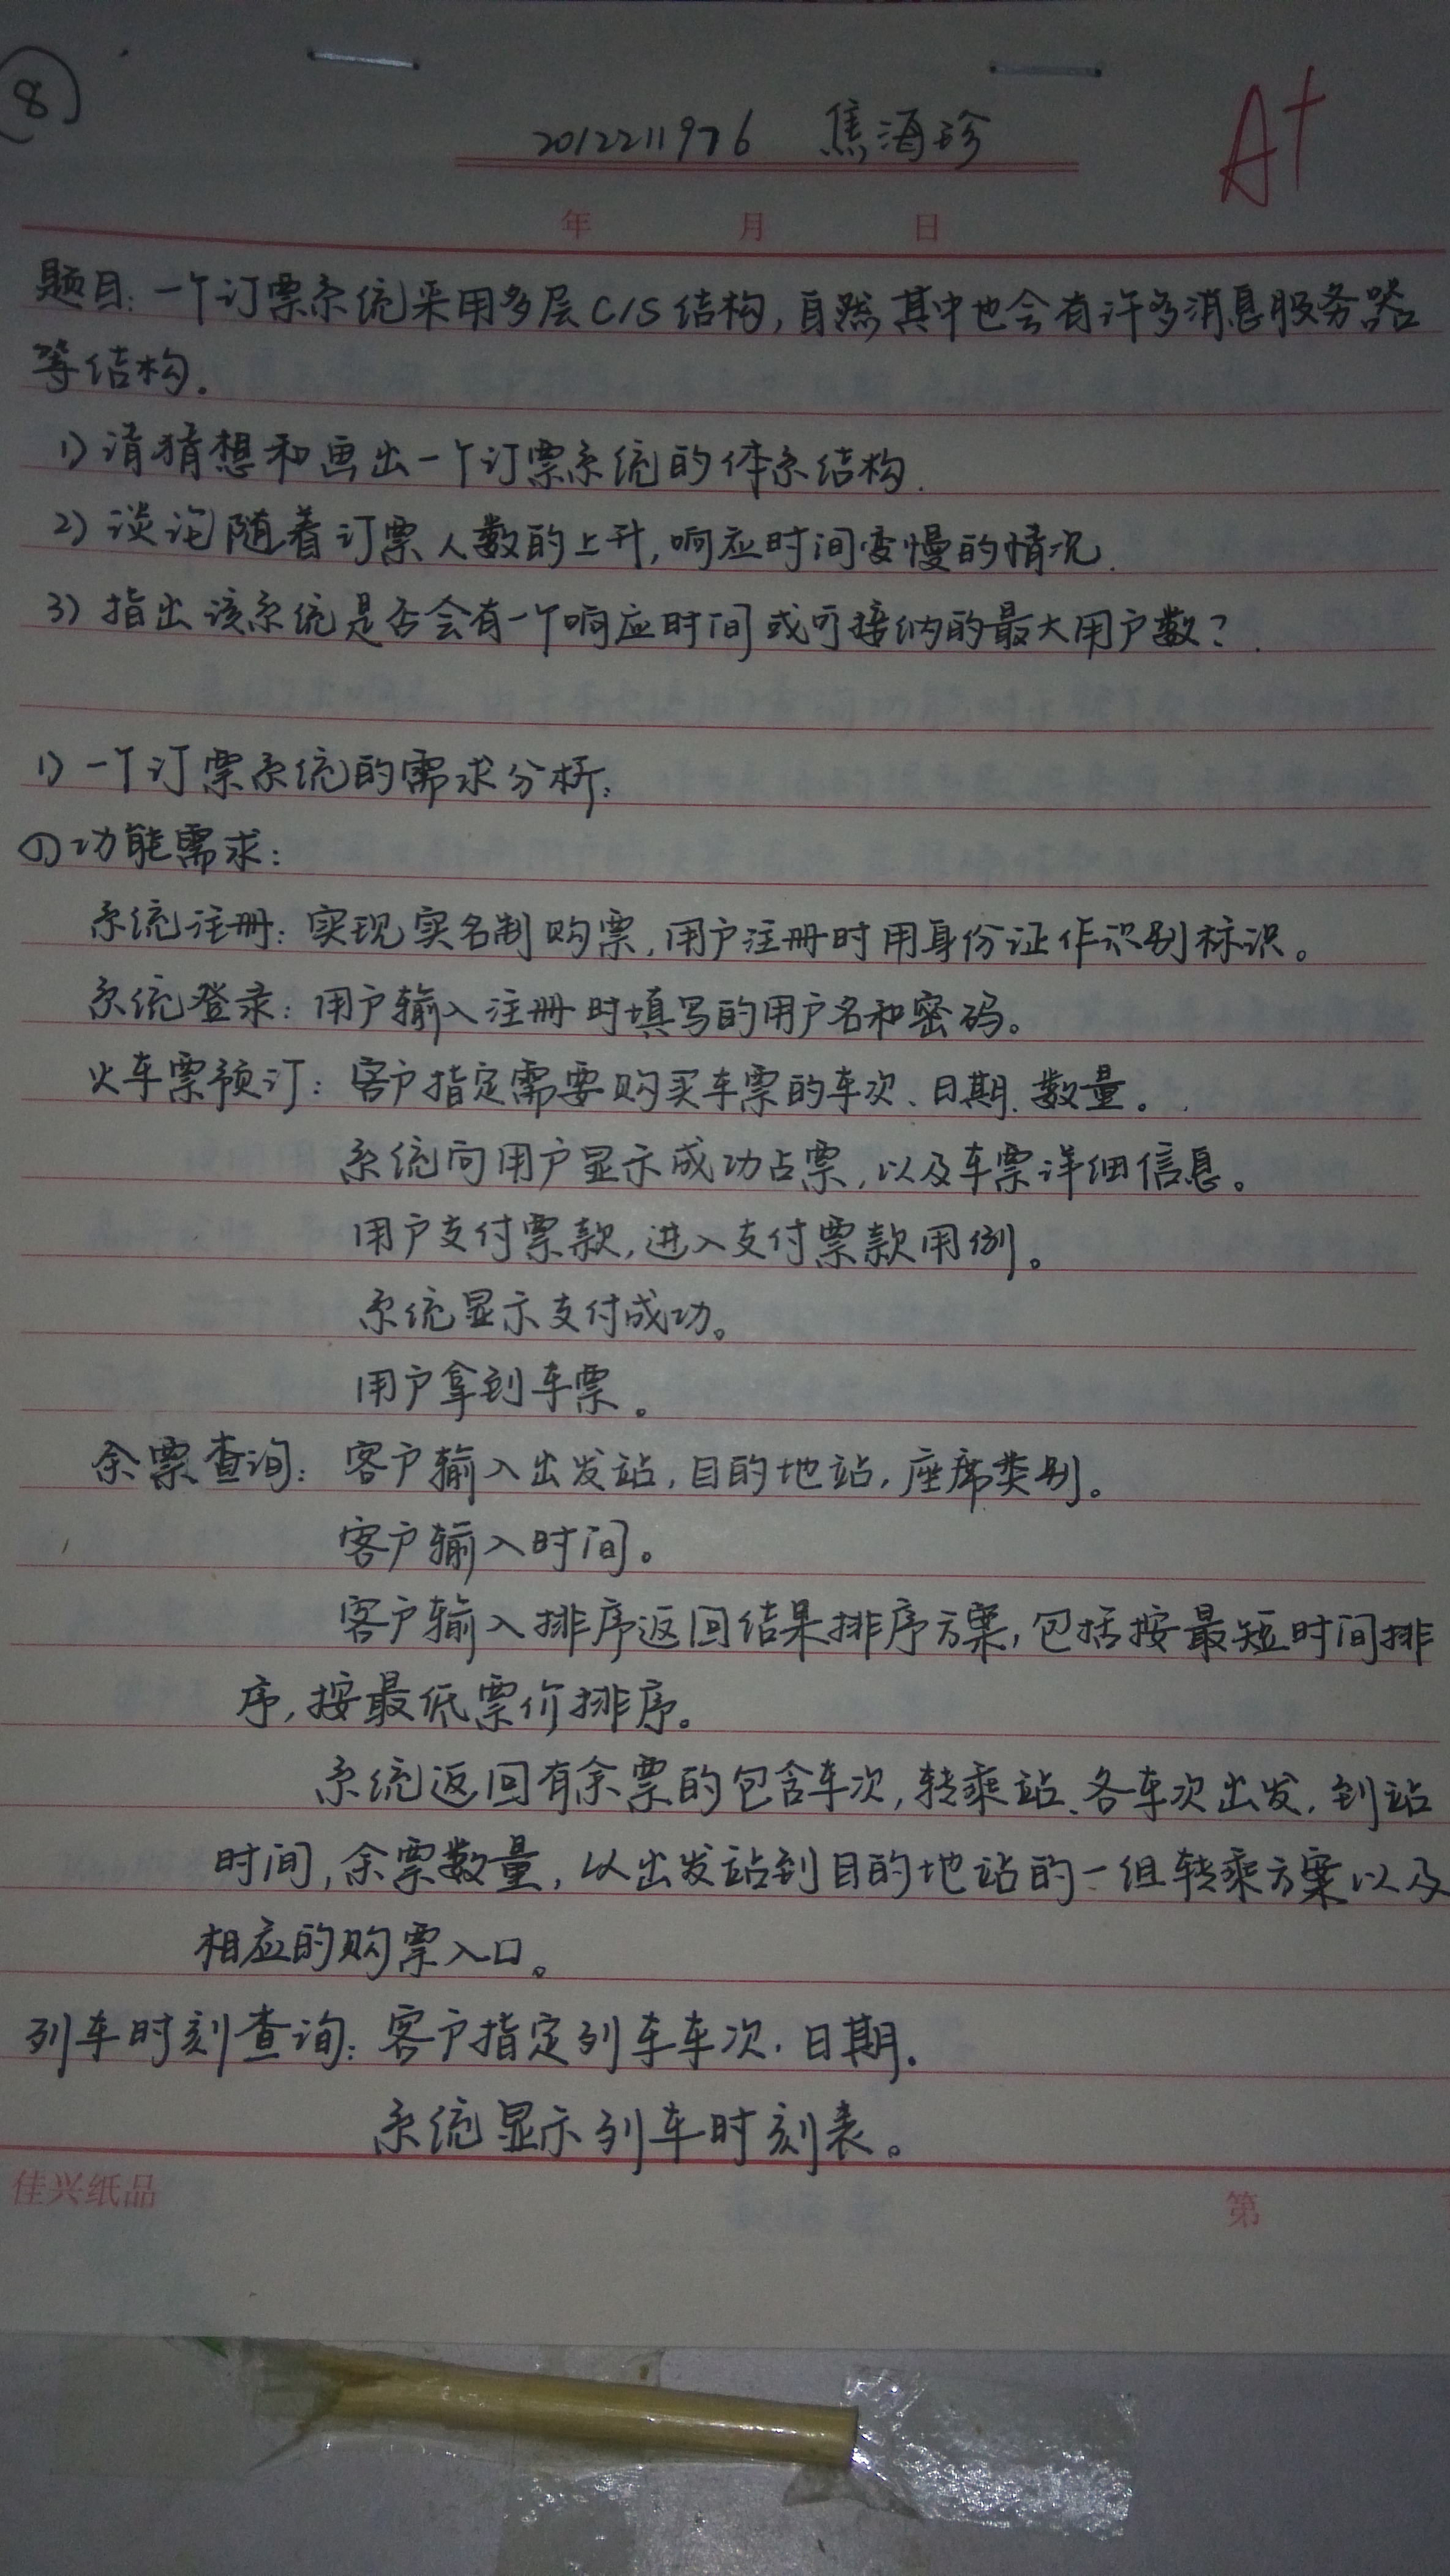 8
2012211976 焦海珍
A+
年 月 日
题目:一个订票系统采用多层C/S结构,自然其中也会有许多消息服务器
等结构.
1)请猜想和画出一个订票系统的体系结构.
2)谈论随着订票人数的上升,响应时间变慢的情况.
3)指出该系统是否会有一个响应时间或可接纳的最大用户数?
1)一个订票系统的需求分析:
(1)功能需求:
系统注册:实现实名制购票,用户注册时用身份证作识别标识。
系统登录:用户输入注册时填写的用户名和密码。
火车票预订:客户指定需要购买车票的车次、日期、数量。
系统向用户显示成功占票,以及车票详细信息。
用户支付票款,进入支付票款用例。
系统显示支付成功。
用户拿到车票。
余票查询:客户输入出发站,目的地站,座席类别。
客户输入时间。
客户输入排序返回结果排序方案,包括按最短时间排
序,按最低票价排序。
系统返回有余票的包含车次,转乘站、各车次出发,到站
时间,余票数量,以出发站到目的地站的一组转乘方案以及
相应的购票入口。
列车时刻查询:客户指定列车车次、日期.
系统显示列车时刻表。
佳兴纸品 第